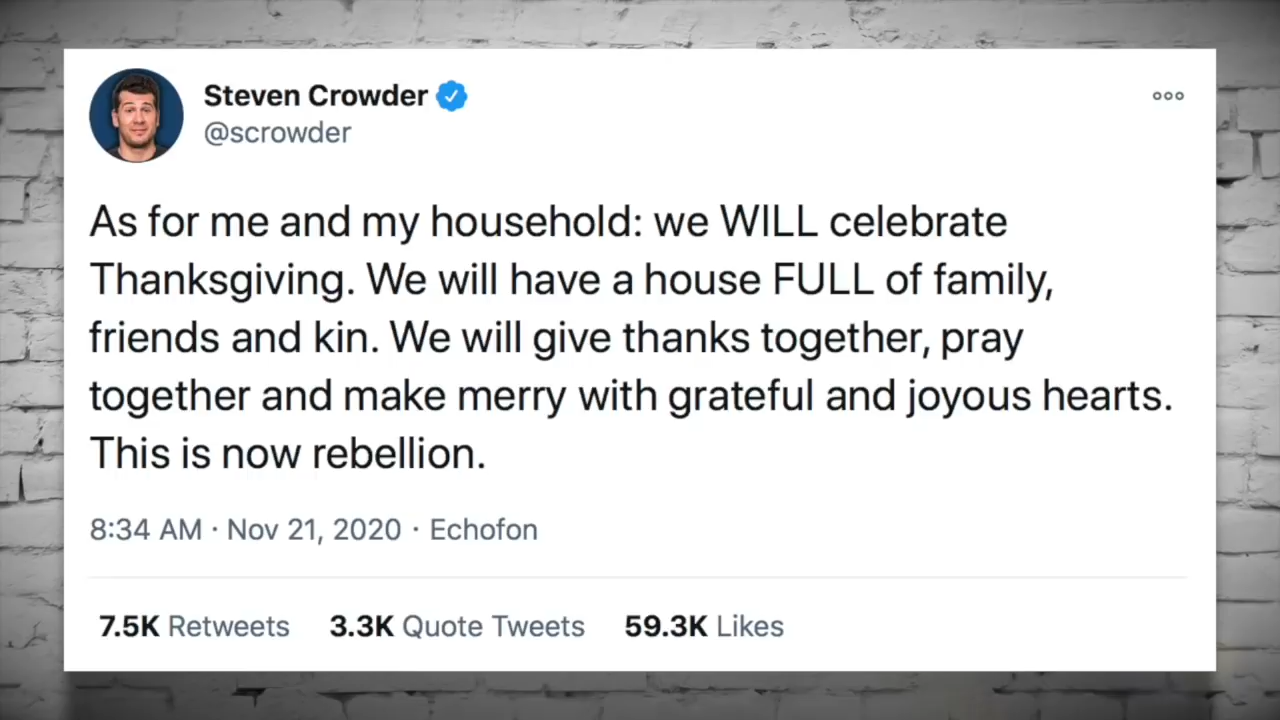 Steven Crowder
@scrowder
As for me and my household: we WILL celebrate
Thanksgiving. We will have a house FULL of family,
friends and kin. We will give thanks together, pray
together and make merry with grateful and joyous hearts.
This is now rebellion.
8:34 AM · Nov 21, 2020 · Echofon
7.5K Retweets 3.3K Quote Tweets 59.3K Likes